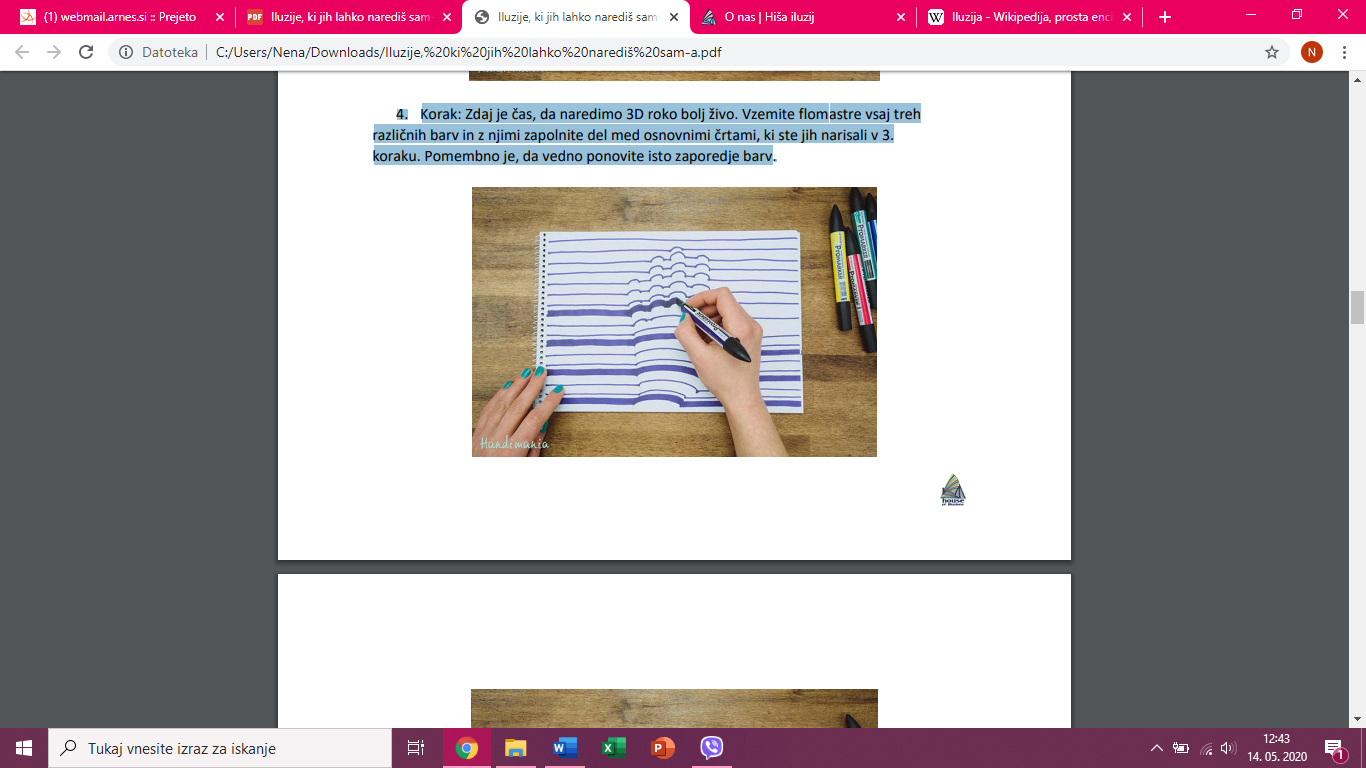 (1) webmail.arnes.si :: Prejeto
Iluzije, ki jih lahko narediš sam
Iluzije, ki jih lahko narediš sam
O nas | Hiša iluzij
Iluzija - Wikipedija, prosta enci
Datoteka
C:/Users/Nena/Downloads/Iluzije,%20ki%20jih%20lahko%20narediš%20sam-a.pdf
N
4. Korak: Zdaj je čas, da naredimo 3D roko bolj živo. Vzemite flomastre vsaj treh
različnih barv in z njimi zapolnite del med osnovnimi črtami, ki ste jih narisali v 3.
koraku. Pomembno je, da vedno ponovite isto zaporedje barv.
Handimania
house
of illusions
Tukaj vnesite izraz za iskanje
12:43
14. 05. 2020
1